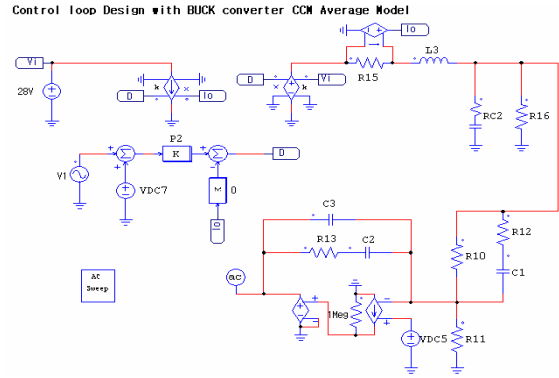 Control loop Design with BUCK converter CCM Average Model
Vi
Io
L3
28V
D
k
x
Io
D
x
k
Vi
R15
RC2
R16
P2
K
D
V1
VDC7
0
Io
C3
R13
C2
R12
R10
C1
ac
AC
Sweep
1Meg
VDC5
R11